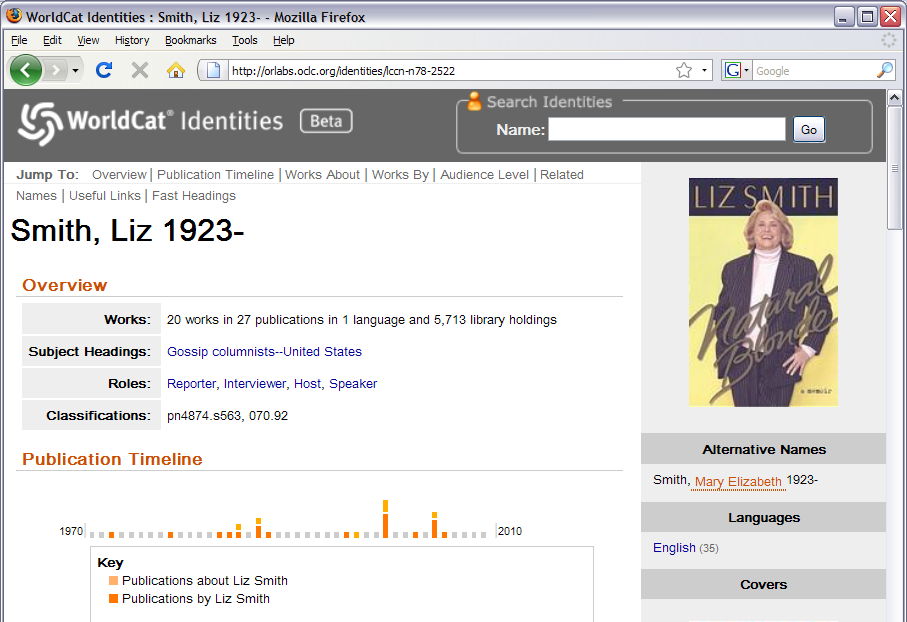 WorldCat Identities : Smith, Liz 1923- - Mozilla Firefox
File Edit View History Bookmarks Tools Help
http://orlabs.oclc.org/identities/lccn-n78-2522
G Google
WorldCat® Identities Beta
Search Identities
Name: Go
Jump To: Overview | Publication Timeline | Works About | Works By | Audience Level | Related
Names | Useful Links | Fast Headings
Smith, Liz 1923-
Overview
Works: 20 works in 27 publications in 1 language and 5,713 library holdings
Subject Headings: Gossip columnists--United States
Roles: Reporter, Interviewer, Host, Speaker
Classifications: pn4874.s563, 070.92
Publication Timeline
1970 2010
Key
Publications about Liz Smith
Publications by Liz Smith
LIZ SMITH
Natural
Blonde
a memoir
Alternative Names
Smith, Mary Elizabeth 1923-
Languages
English (35)
Covers